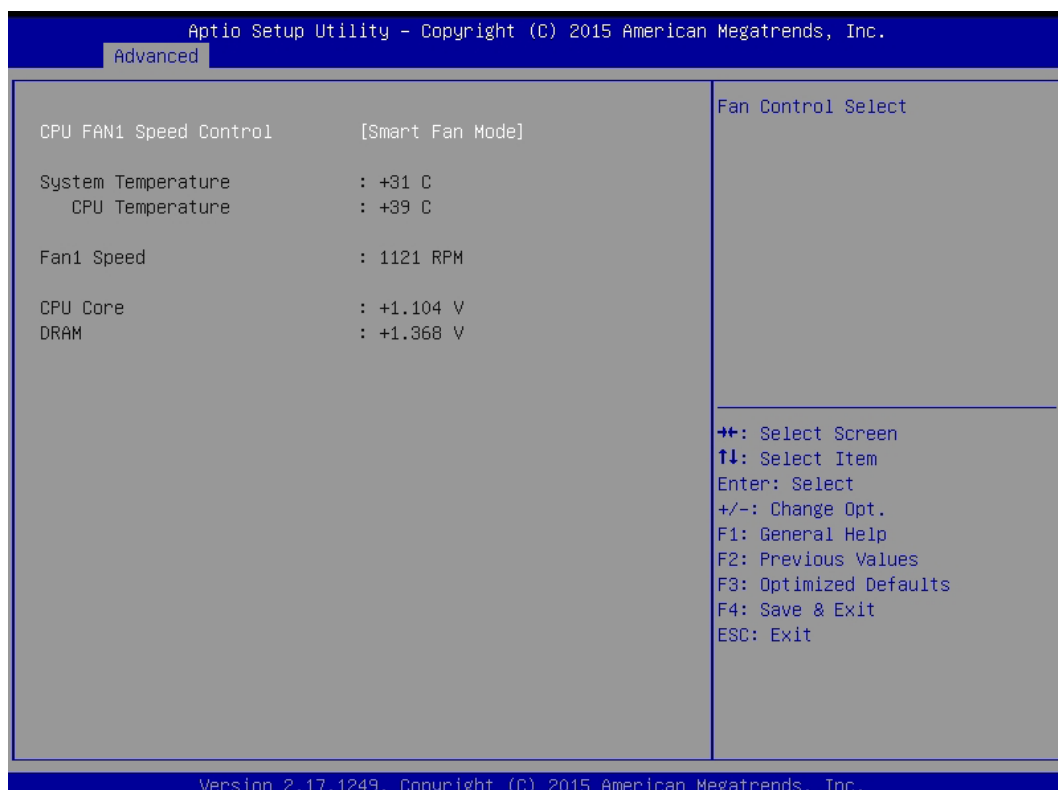 Aptio Setup Utility – Copyright (C) 2015 American Megatrends, Inc.
Advanced
CPU FAN1 Speed Control [Smart Fan Mode]
System Temperature : +31 C
CPU Temperature : +39 C
Fan1 Speed : 1121 RPM
CPU Core : +1.104 V
DRAM : +1.368 V
Fan Control Select
→←: Select Screen
↑↓: Select Item
Enter: Select
+/-: Change Opt.
F1: General Help
F2: Previous Values
F3: Optimized Defaults
F4: Save & Exit
ESC: Exit
Version 2.17.1249. Copyright (C) 2015 American Megatrends, Inc.